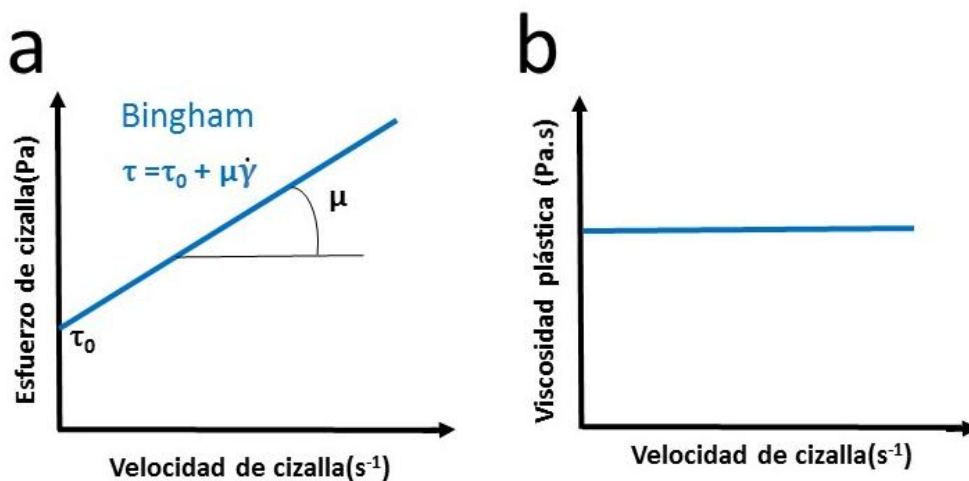 a
Esfuerzo de cizalla(Pa)
Bingham
τ =τ₀ + μγ̇
μ
τ₀
Velocidad de cizalla(s⁻¹)
b
Viscosidad plástica (Pa.s)
Velocidad de cizalla(s⁻¹)